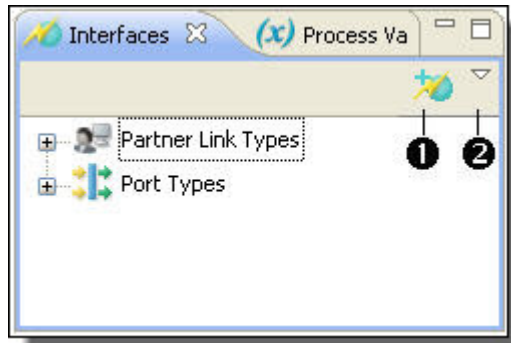 Interfaces (x) Process Va
Partner Link Types
Port Types
1 2